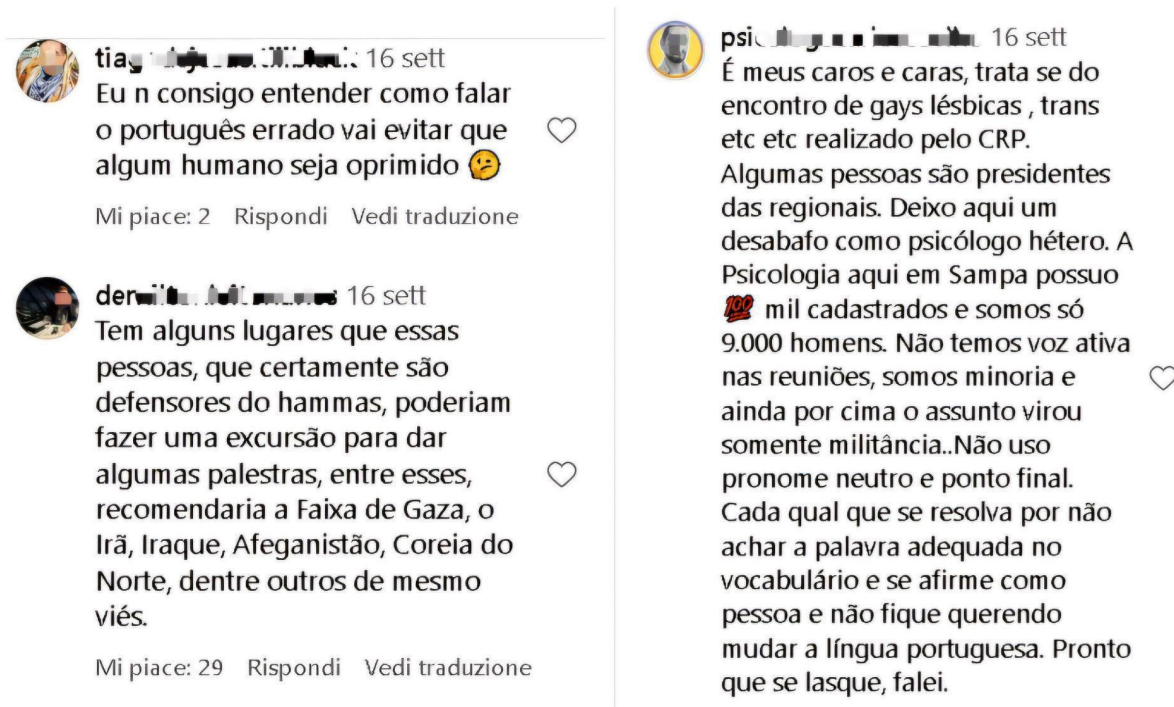 16 sett
Eu n consigo entender como falar
o português errado vai evitar que
algum humano seja oprimido 🫤
Mi piace: 2 Rispondi Vedi traduzione
16 sett
Tem alguns lugares que essas
pessoas, que certamente são
defensores do hammas, poderiam
fazer uma excursão para dar
algumas palestras, entre esses,
recomendaria a Faixa de Gaza, o
Irã, Iraque, Afeganistão, Coreia do
Norte, dentre outros de mesmo
viés.
Mi piace: 29 Rispondi Vedi traduzione
16 sett
É meus caros e caras, trata se do
encontro de gays lésbicas , trans
etc etc realizado pelo CRP.
Algumas pessoas são presidentes
das regionais. Deixo aqui um
desabafo como psicólogo hétero. A
Psicologia aqui em Sampa possuo
💯 mil cadastrados e somos só
9.000 homens. Não temos voz ativa
nas reuniões, somos minoria e
ainda por cima o assunto virou
somente militância..Não uso
pronome neutro e ponto final.
Cada qual que se resolva por não
achar a palavra adequada no
vocabulário e se afirme como
pessoa e não fique querendo
mudar a língua portuguesa. Pronto
que se lasque, falei.